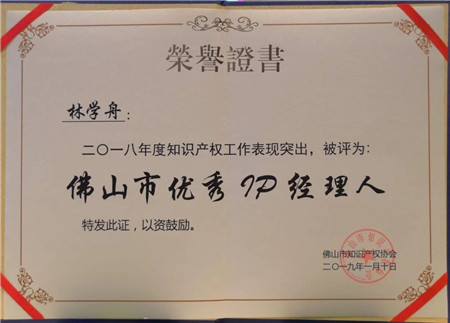 榮譽證書
林学舟：
二〇一八年度知识产权工作表现突出，被评为：
佛山市优秀IP经理人
特发此证，以资鼓励。
佛山市知识产权协会
二〇一九年一月十日